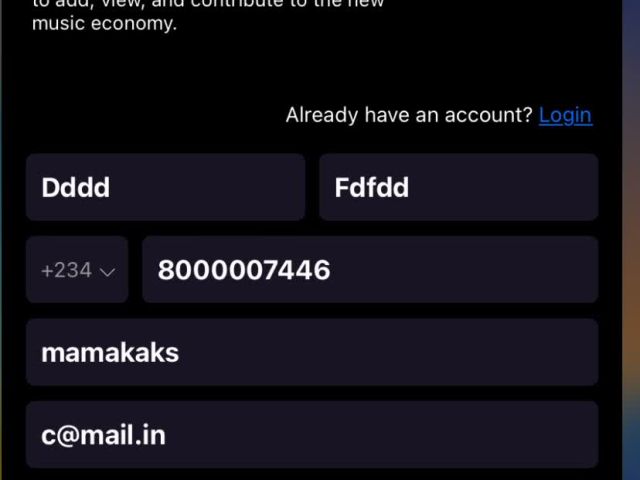 to add, view, and contribute to the new
music economy.
Already have an account? Login
Dddd Fdfdd
+234 8000007446
mamakaks
c@mail.in